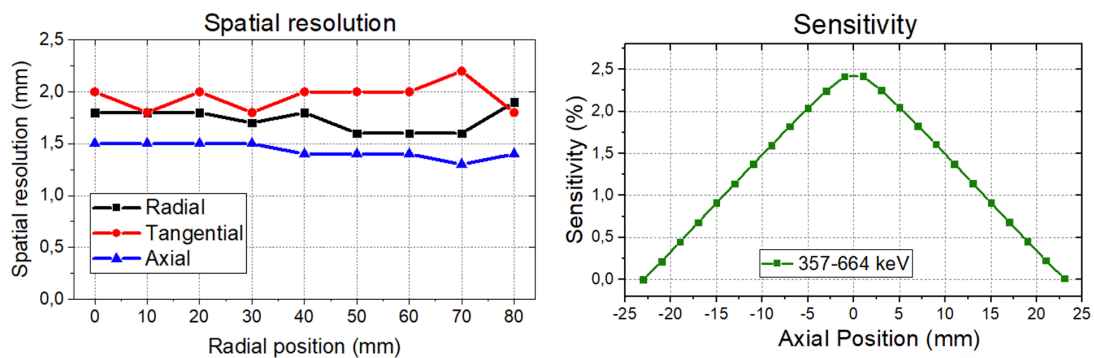 Spatial resolution
Spatial resolution (mm)
2,5
2,0
1,5
1,0
0,5
0,0
Radial
Tangential
Axial
0 10 20 30 40 50 60 70 80
Radial position (mm)
Sensitivity
Sensitivity (%)
2,5
2,0
1,5
1,0
0,5
0,0
357-664 keV
-25 -20 -15 -10 -5 0 5 10 15 20 25
Axial Position (mm)